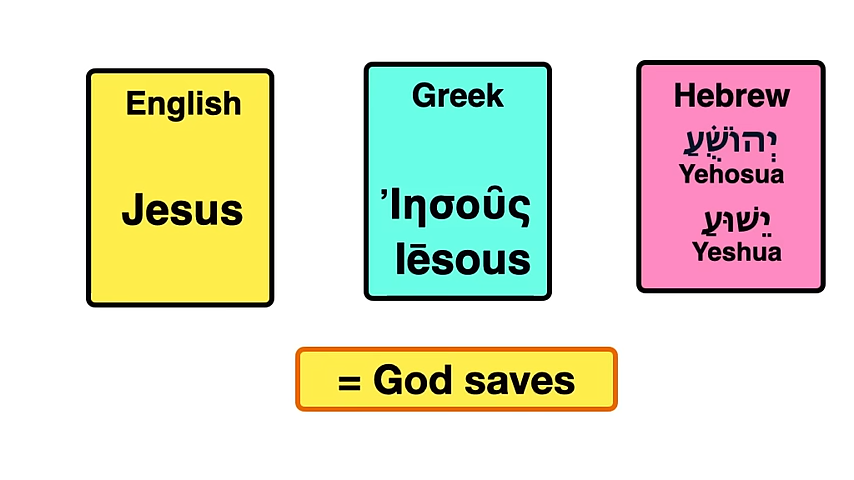 English
Jesus
Greek
Ἰησοῦς
Iēsous
Hebrew
יְהוֹשֻׁעַ
Yehosua
יֵשׁוּעַ
Yeshua
= God saves